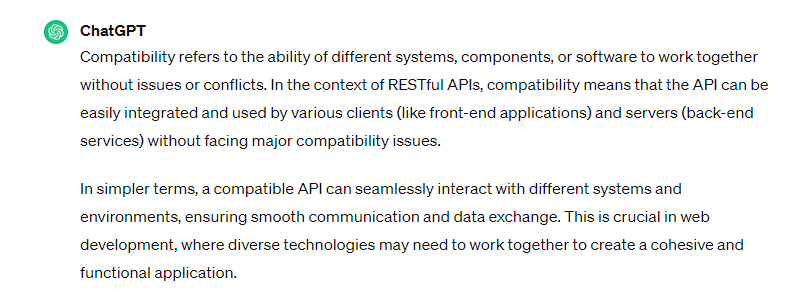 ChatGPT
Compatibility refers to the ability of different systems, components, or software to work together
without issues or conflicts. In the context of RESTful APIs, compatibility means that the API can be
easily integrated and used by various clients (like front-end applications) and servers (back-end
services) without facing major compatibility issues.
In simpler terms, a compatible API can seamlessly interact with different systems and
environments, ensuring smooth communication and data exchange. This is crucial in web
development, where diverse technologies may need to work together to create a cohesive and
functional application.